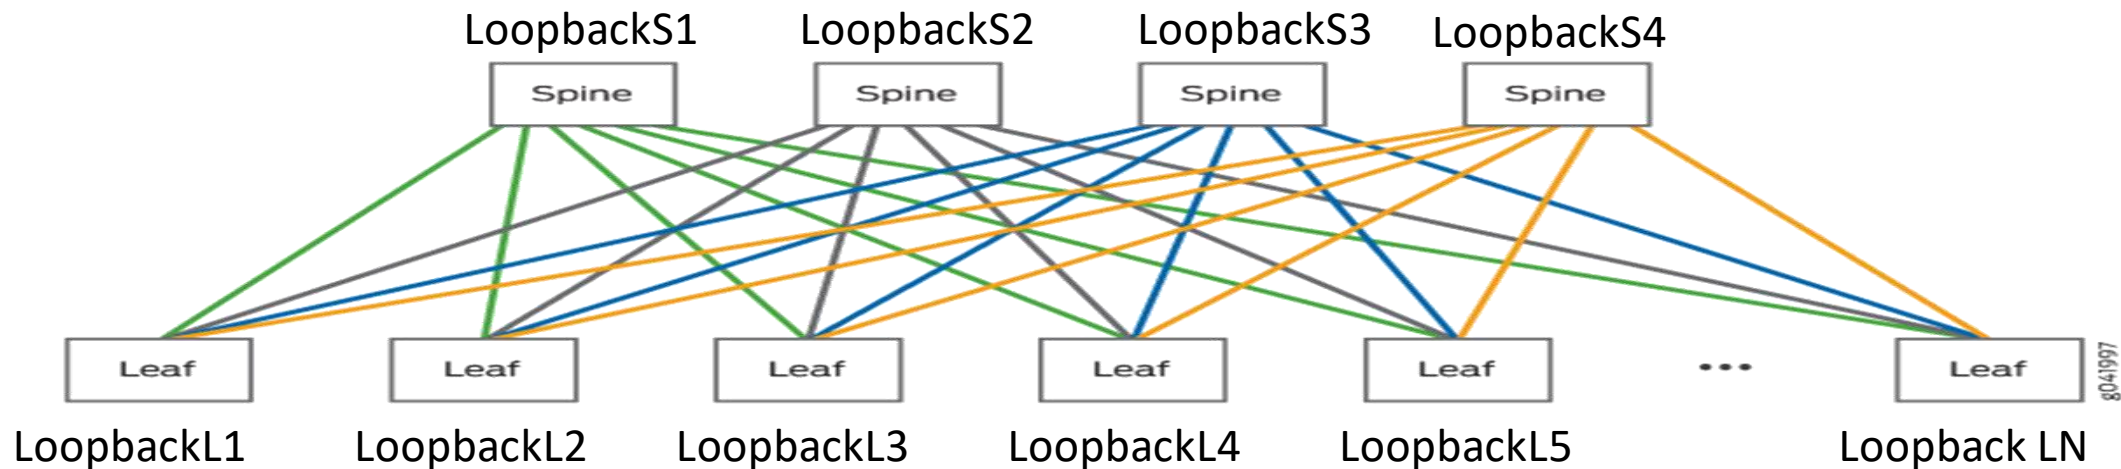 LoopbackS1 LoopbackS2 LoopbackS3 LoopbackS4
Spine Spine Spine Spine
Leaf Leaf Leaf Leaf Leaf ... Leaf
g041997
LoopbackL1 LoopbackL2 LoopbackL3 LoopbackL4 LoopbackL5 Loopback LN